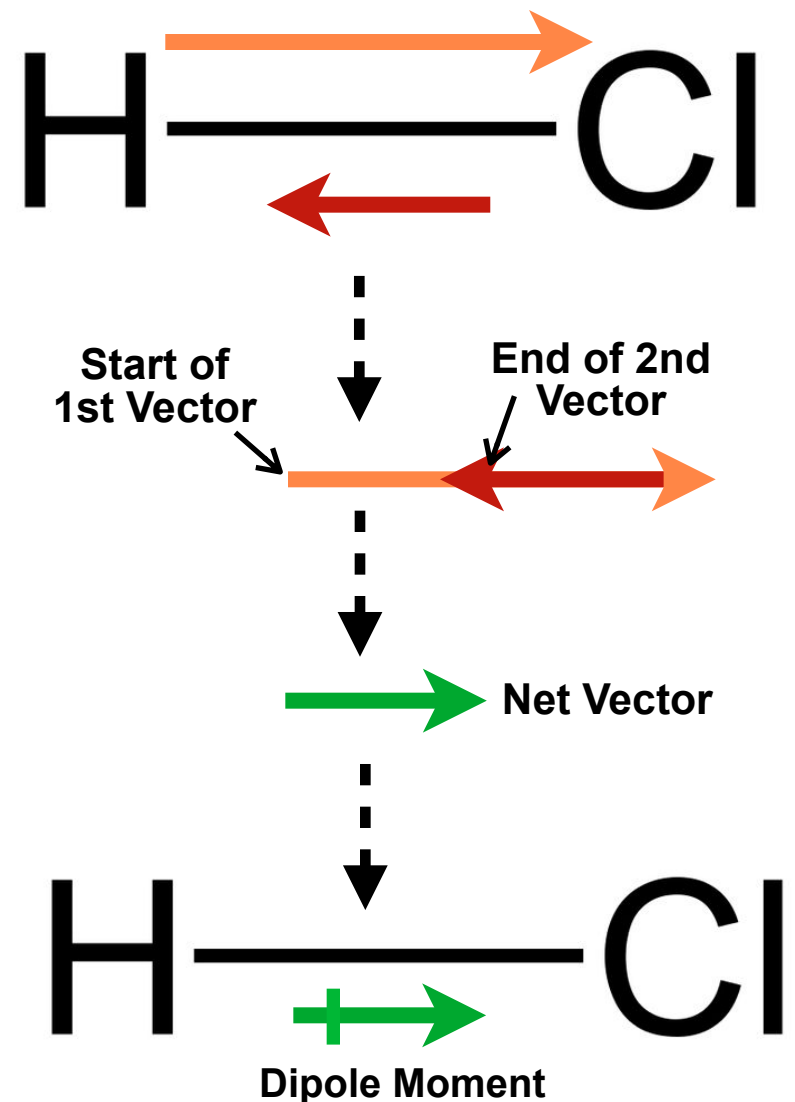 H Cl
Start of
1st Vector
End of 2nd
Vector
Net Vector
H Cl
Dipole Moment